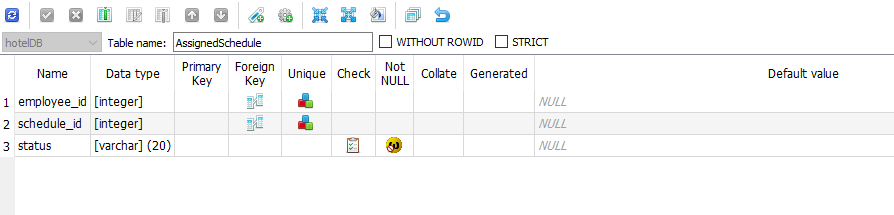 hotelDB Table name: AssignedSchedule WITHOUT ROWID STRICT
Name Data type Primary Key Foreign Key Unique Check Not NULL Collate Generated Default value
1 employee_id [integer] NULL
2 schedule_id [integer] NULL
3 status [varchar] (20) NULL